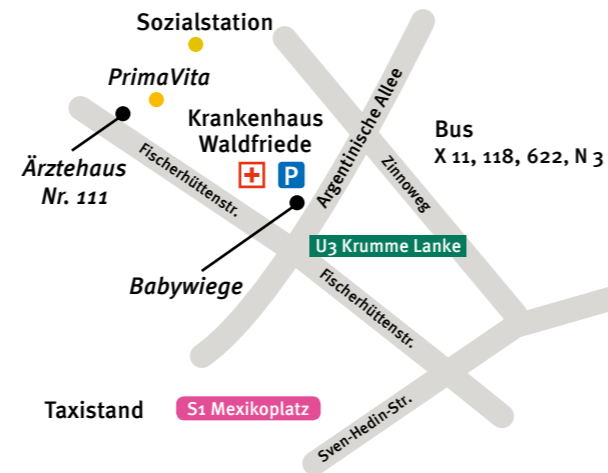 Sozialstation
PrimaVita
Krankenhaus
Waldfriede
Argentinische Allee
Bus
X 11, 118, 622, N 3
Ärztehaus
Nr. 111
Fischerhüttenstr.
P
Zinnoweg
U3 Krumme Lanke
Babywiege
Fischerhüttenstr.
Taxistand
S1 Mexikoplatz
Sven-Hedin-Str.